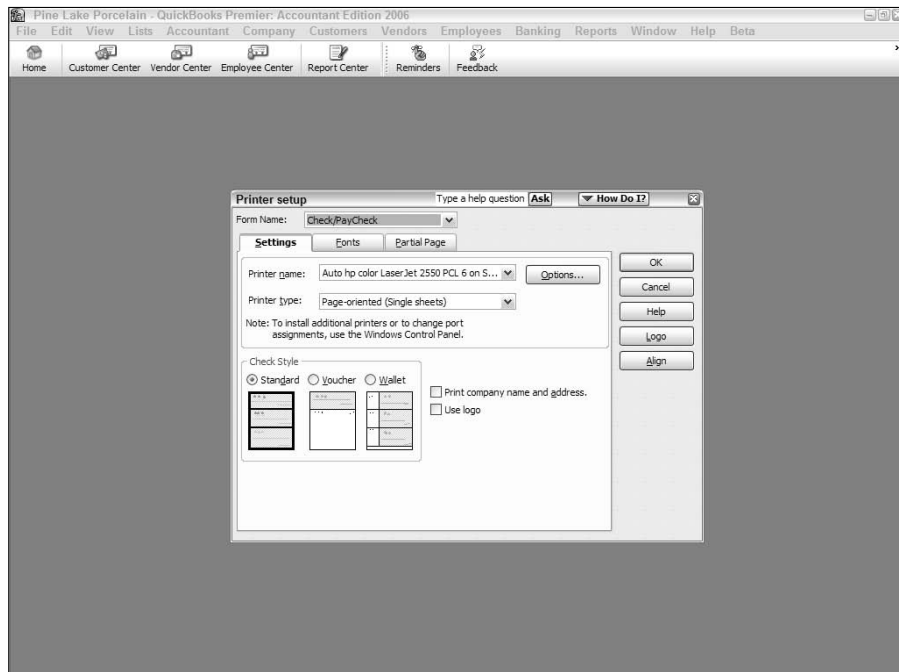 Pine Lake Porcelain - QuickBooks Premier: Accountant Edition 2006
File Edit View Lists Accountant Company Customers Vendors Employees Banking Reports Window Help Beta
Home Customer Center Vendor Center Employee Center Report Center Reminders Feedback
Printer setup Type a help question Ask How Do I?
Form Name: Check/PayCheck
Settings Fonts Partial Page
Printer name: Auto hp color LaserJet 2550 PCL 6 on S... Options...
Printer type: Page-oriented (Single sheets)
Note: To install additional printers or to change port
assignments, use the Windows Control Panel.
OK
Cancel
Help
Logo
Align
Check Style
Standard Voucher Wallet
Print company name and address.
Use logo